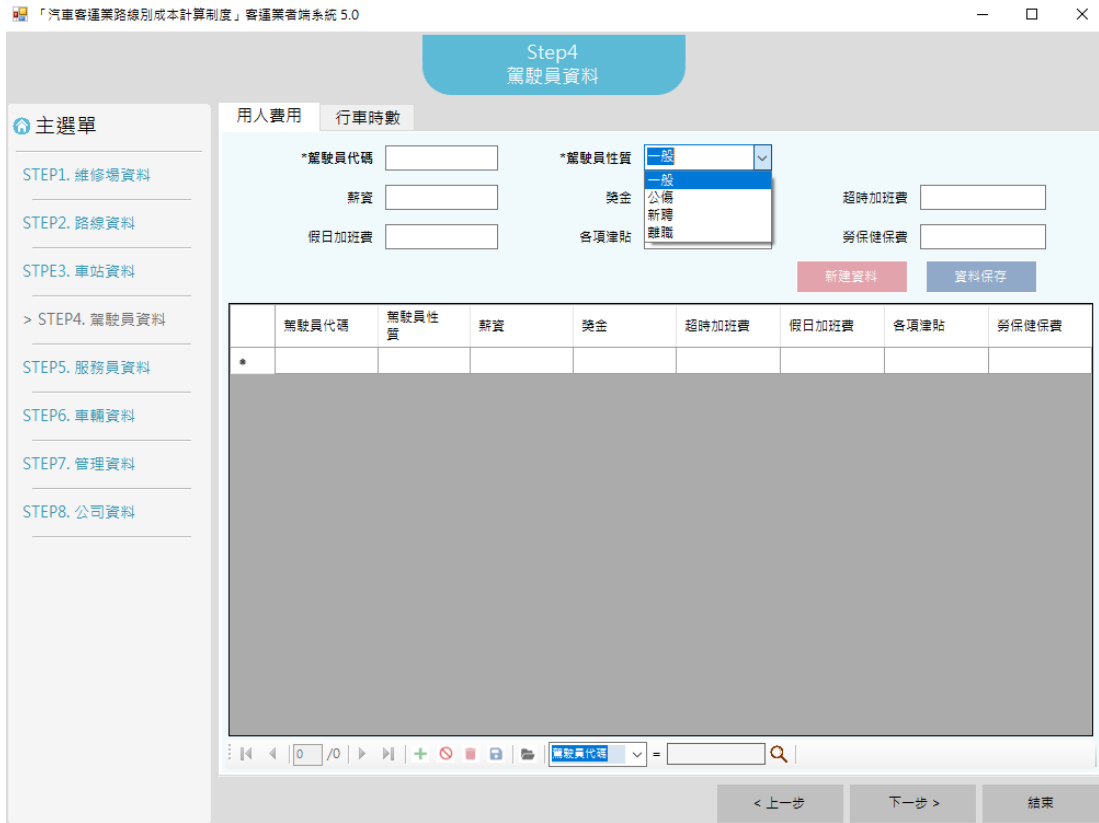 「汽車客運業路線別成本計算制度」客運業者端系統 5.0
Step4
駕駛員資料
主選單
STEP1. 維修場資料
STEP2. 路線資料
STPE3. 車站資料
> STEP4. 駕駛員資料
STEP5. 服務員資料
STEP6. 車輛資料
STEP7. 管理資料
STEP8. 公司資料
用人費用 行車時數
*駕駛員代碼 *駕駛員性質 一般
一般
公傷
新聘
離職
薪資 獎金 超時加班費
假日加班費 各項津貼 勞保健保費
新建資料 資料保存
駕駛員代碼 駕駛員性質 薪資 獎金 超時加班費 假日加班費 各項津貼 勞保健保費
*
0 /0 駕駛員代碼 =
< 上一步 下一步 > 結束